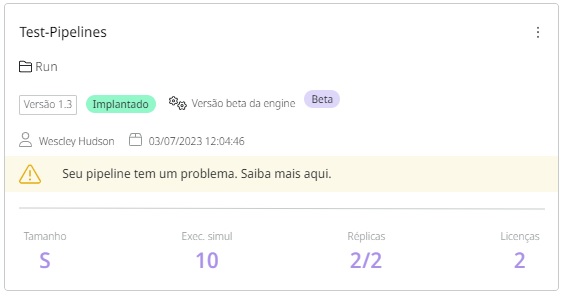 Test-Pipelines
Run
Versão 1.3 Implantado Versão beta da engine Beta
Wescley Hudson 03/07/2023 12:04:46
Seu pipeline tem um problema. Saiba mais aqui.
Tamanho Exec. simul Réplicas Licenças
S 10 2/2 2